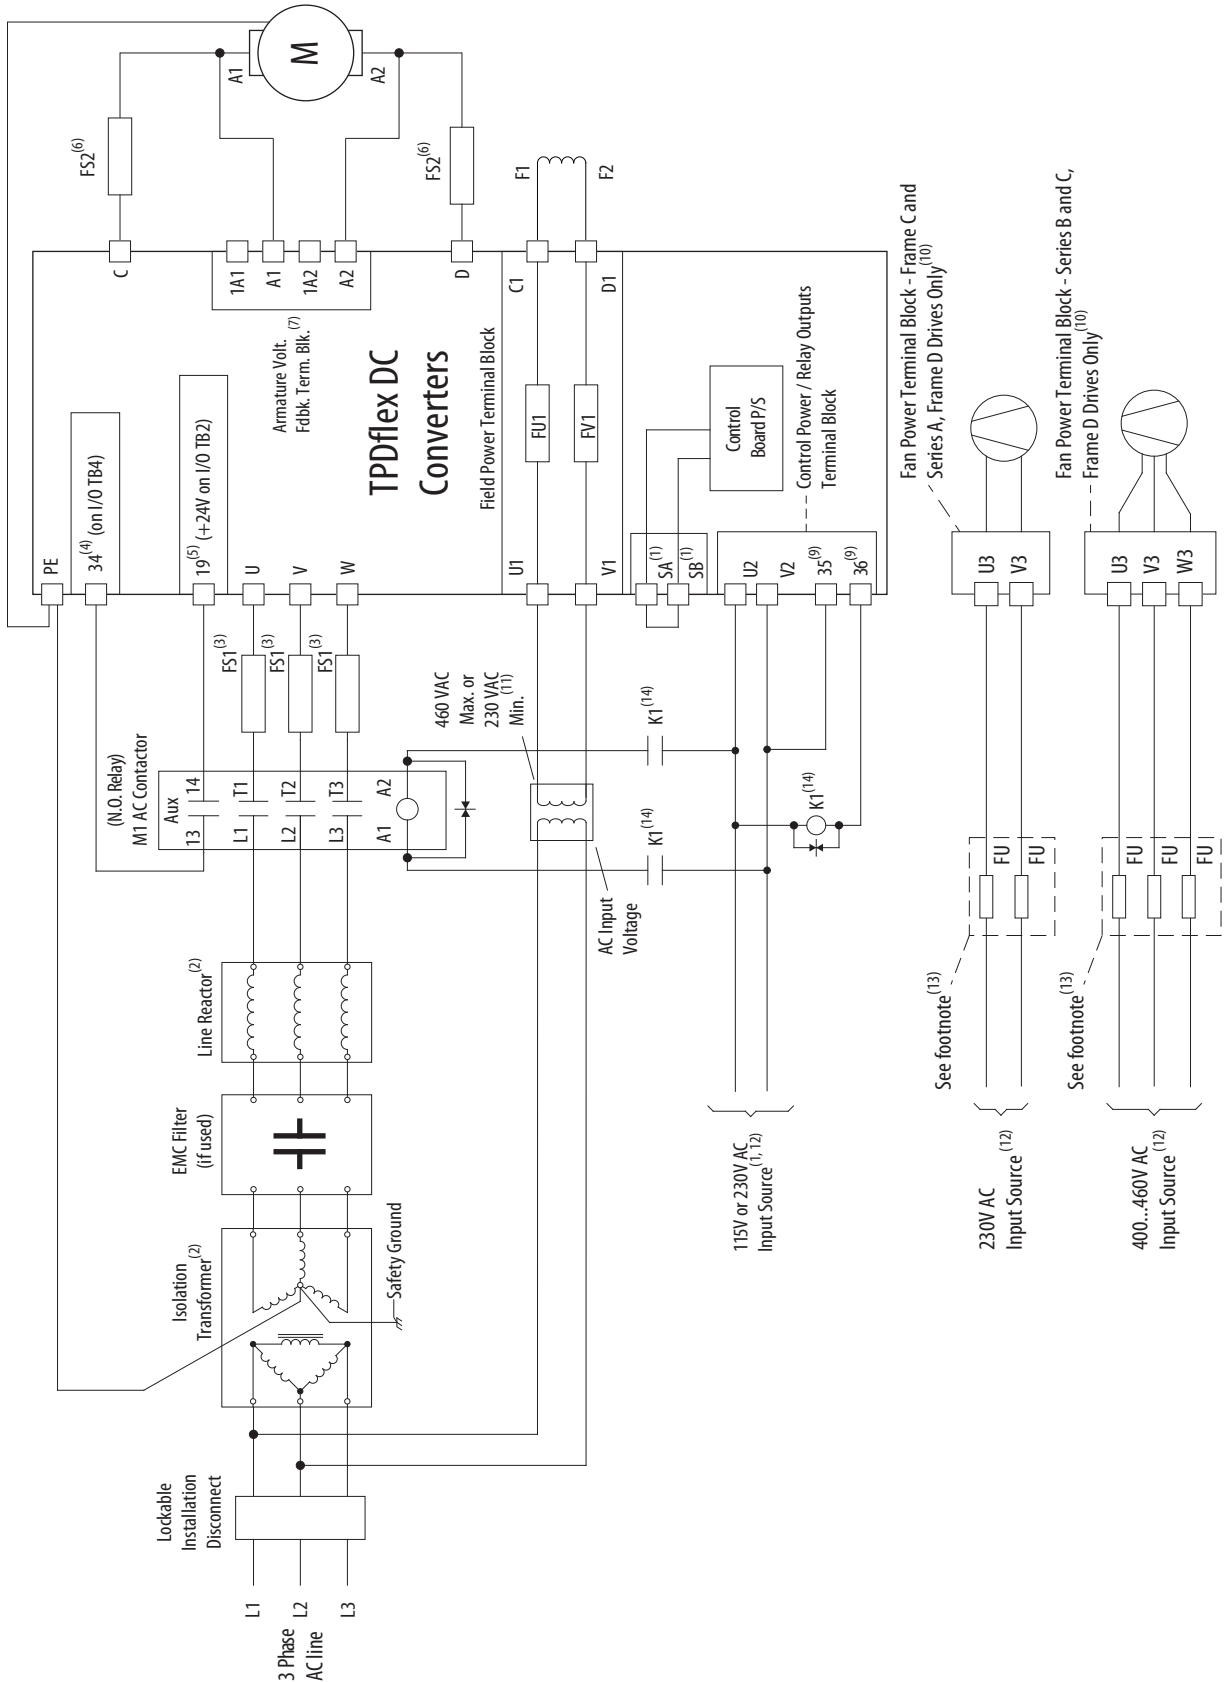 3 Phase
AC line
L1
L2
L3
Lockable
Installation
Disconnect
Isolation
Transformer(2)
Safety Ground
EMC Filter
(if used)
Line Reactor(2)
(N.O. Relay)
M1 AC Contactor
Aux
13
14
L1
T1
L2
T2
L3
T3
A1
A2
FS1(3)
FS1(3)
FS1(3)
AC Input
Voltage
460 VAC
Max. or
230 VAC
Min.(11)
K1(14)
K1(14)
K1(14)
115V or 230V AC
Input Source(1, 12)
PE
34(4) (on I/O TB4)
19(5) (+24V on I/O TB2)
U
V
W
U1
V1
SA(1)
SB(1)
U2
V2
35(9)
36(9)
TPDflex DC
Converters
Armature Volt.
Fdbk. Term. Blk.(7)
Field Power Terminal Block
FU1
FV1
Control
Board P/S
Control Power / Relay Outputs
Terminal Block
C
1A1
A1
1A2
A2
D
C1
D1
FS2(6)
FS2(6)
A1
M
A2
F1
F2
230V AC
Input Source(12)
See footnote(13)
FU
FU
U3
V3
Fan Power Terminal Block - Frame C and
Series A, Frame D Drives Only(10)
400...460V AC
Input Source(12)
See footnote(13)
FU
FU
FU
U3
V3
W3
Fan Power Terminal Block - Series B and C,
Frame D Drives Only(10)